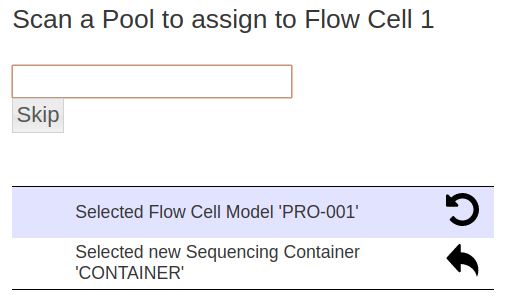 Scan a Pool to assign to Flow Cell 1
Skip
Selected Flow Cell Model 'PRO-001'
Selected new Sequencing Container
'CONTAINER'